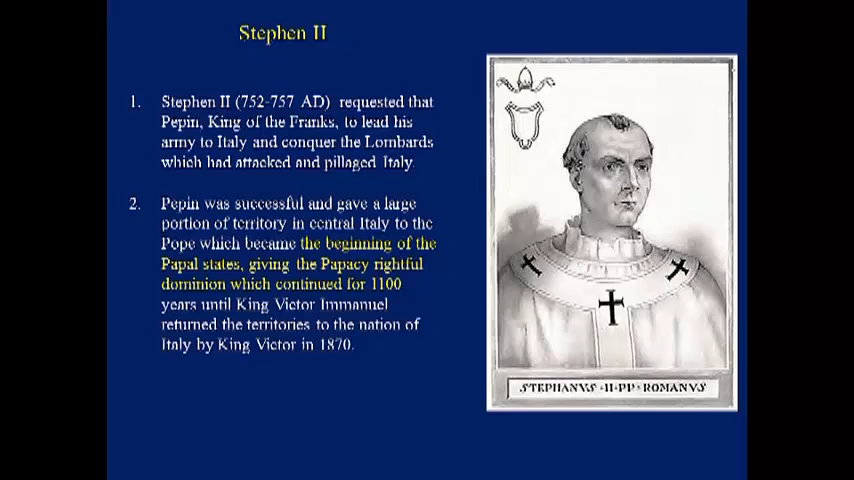 Stephen II
1. Stephen II (752-757 AD) requested that
Pepin, King of the Franks, to lead his
army to Italy and conquer the Lombards
which had attacked and pillaged Italy.
2. Pepin was successful and gave a large
portion of territory in central Italy to the
Pope which became the beginning of the
Papal states, giving the Papacy rightful
dominion which continued for 1100
years until King Victor Immanuel
returned the territories to the nation of
Italy by King Victor in 1870.
STEPHANVS·II·PP·ROMANVS